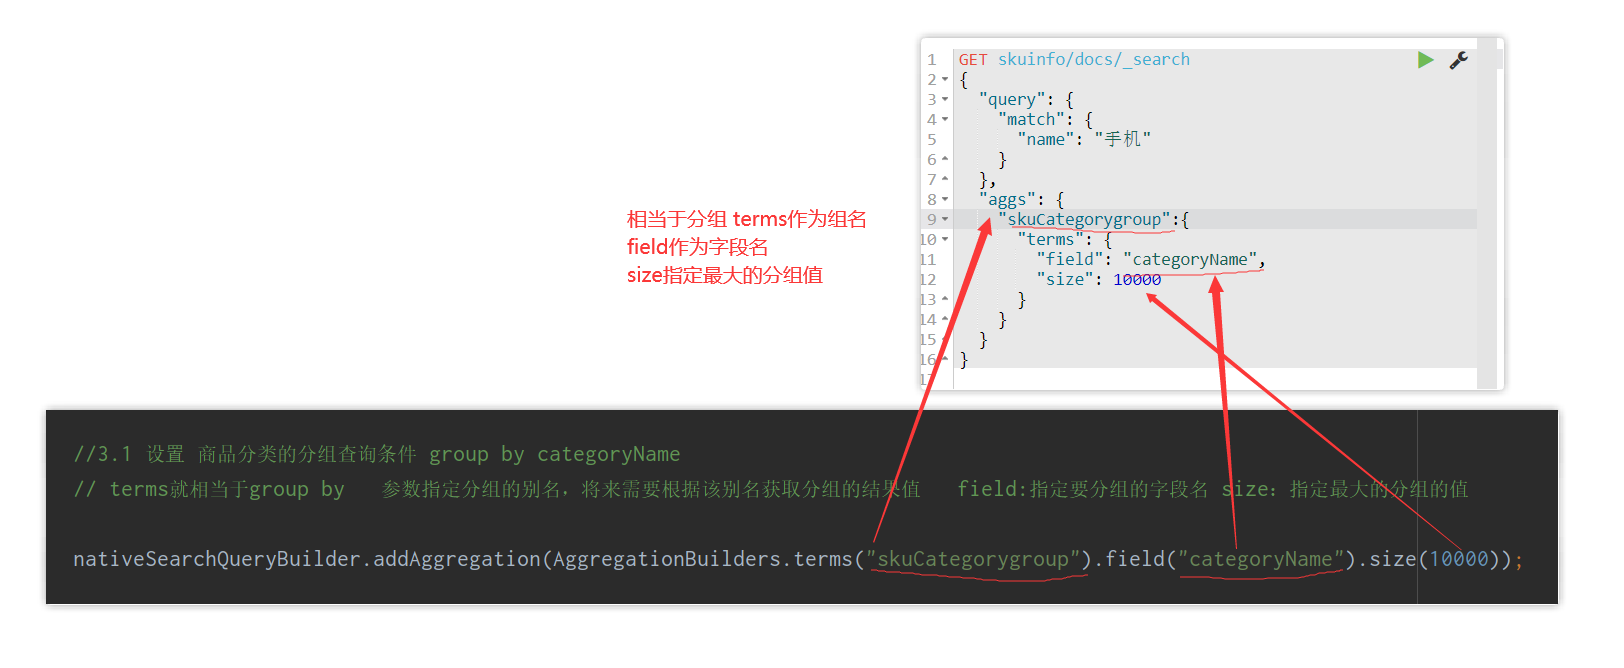 1 GET skuinfo/docs/_search
2 {
3 "query": {
4 "match": {
5 "name": "手机"
6 }
7 },
8 "aggs": {
9 "skuCategorygroup":{
10 "terms": {
11 "field": "categoryName",
12 "size": 10000
13 }
14 }
15 }
16 }
17
相当于分组 terms作为组名
field作为字段名
size指定最大的分组值
//3.1 设置 商品分类的分组查询条件 group by categoryName
// terms就相当于group by 参数指定分组的别名，将来需要根据该别名获取分组的结果值 field:指定要分组的字段名 size：指定最大的分组的值
nativeSearchQueryBuilder.addAggregation(AggregationBuilders.terms("skuCategorygroup").field("categoryName").size(10000));